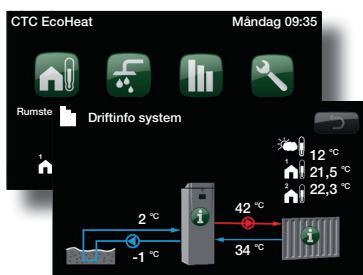 CTC EcoHeat Måndag 09:35
Rumste
Driftinfo system
1
12 °C
1 21,5 °C
2 22,3 °C
42 °C
2 °C
i
i
-1 °C
34 °C